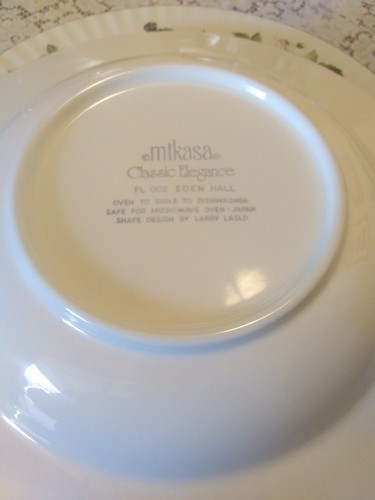 mikasa®
Classic Elegance
FL 002 EDEN HALL
OVEN TO TABLE TO DISHWASHER
SAFE FOR MICROWAVE OVEN · JAPAN
SHAPE DESIGN BY LARRY LASLO